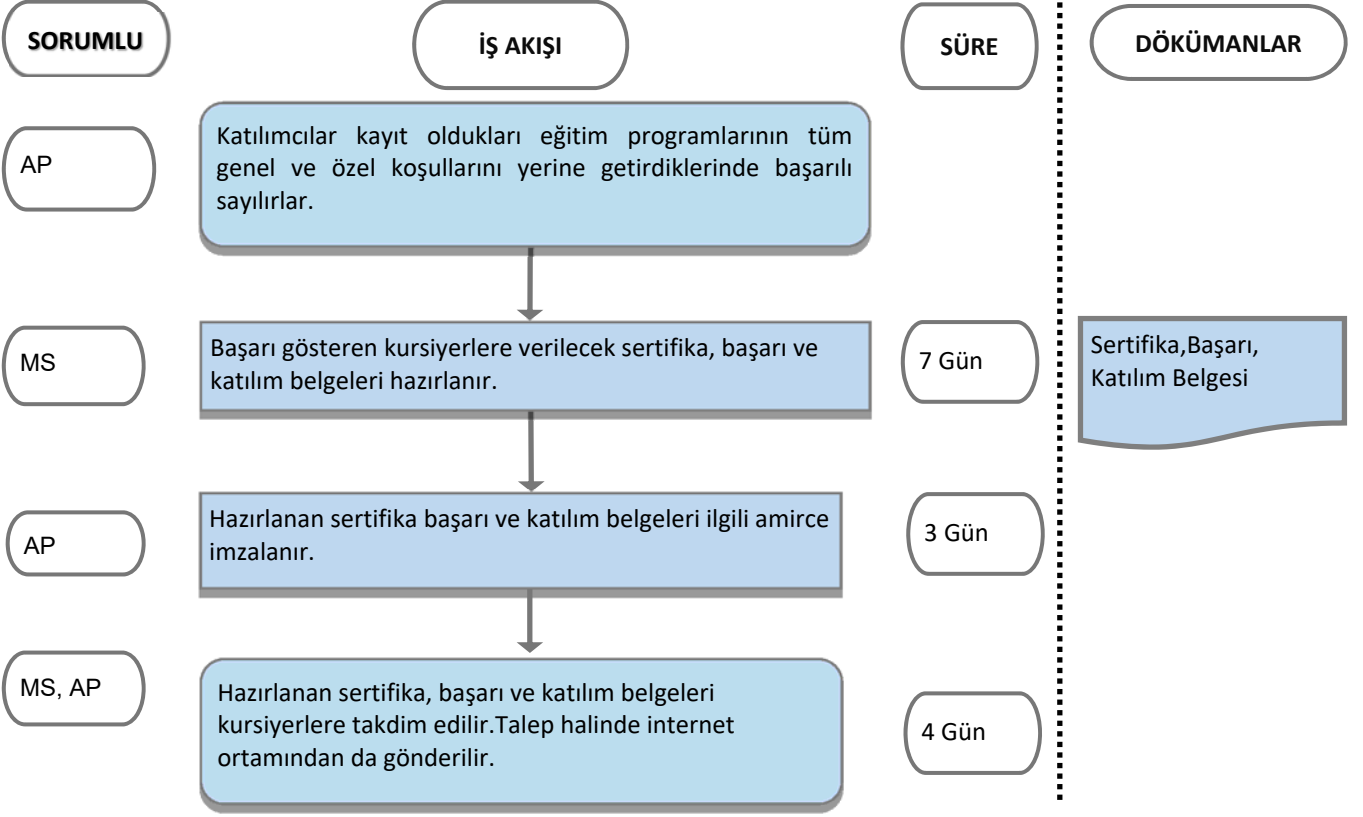 SORUMLU
İŞ AKIŞI
SÜRE
DÖKÜMANLAR
AP
Katılımcılar kayıt oldukları eğitim programlarının tüm
genel ve özel koşullarını yerine getirdiklerinde başarılı
sayılırlar.
MS
Başarı gösteren kursiyerlere verilecek sertifika, başarı ve
katılım belgeleri hazırlanır.
7 Gün
Sertifika,Başarı,
Katılım Belgesi
AP
Hazırlanan sertifika başarı ve katılım belgeleri ilgili amirce
imzalanır.
3 Gün
MS, AP
Hazırlanan sertifika, başarı ve katılım belgeleri
kursiyerlere takdim edilir.Talep halinde internet
ortamından da gönderilir.
4 Gün